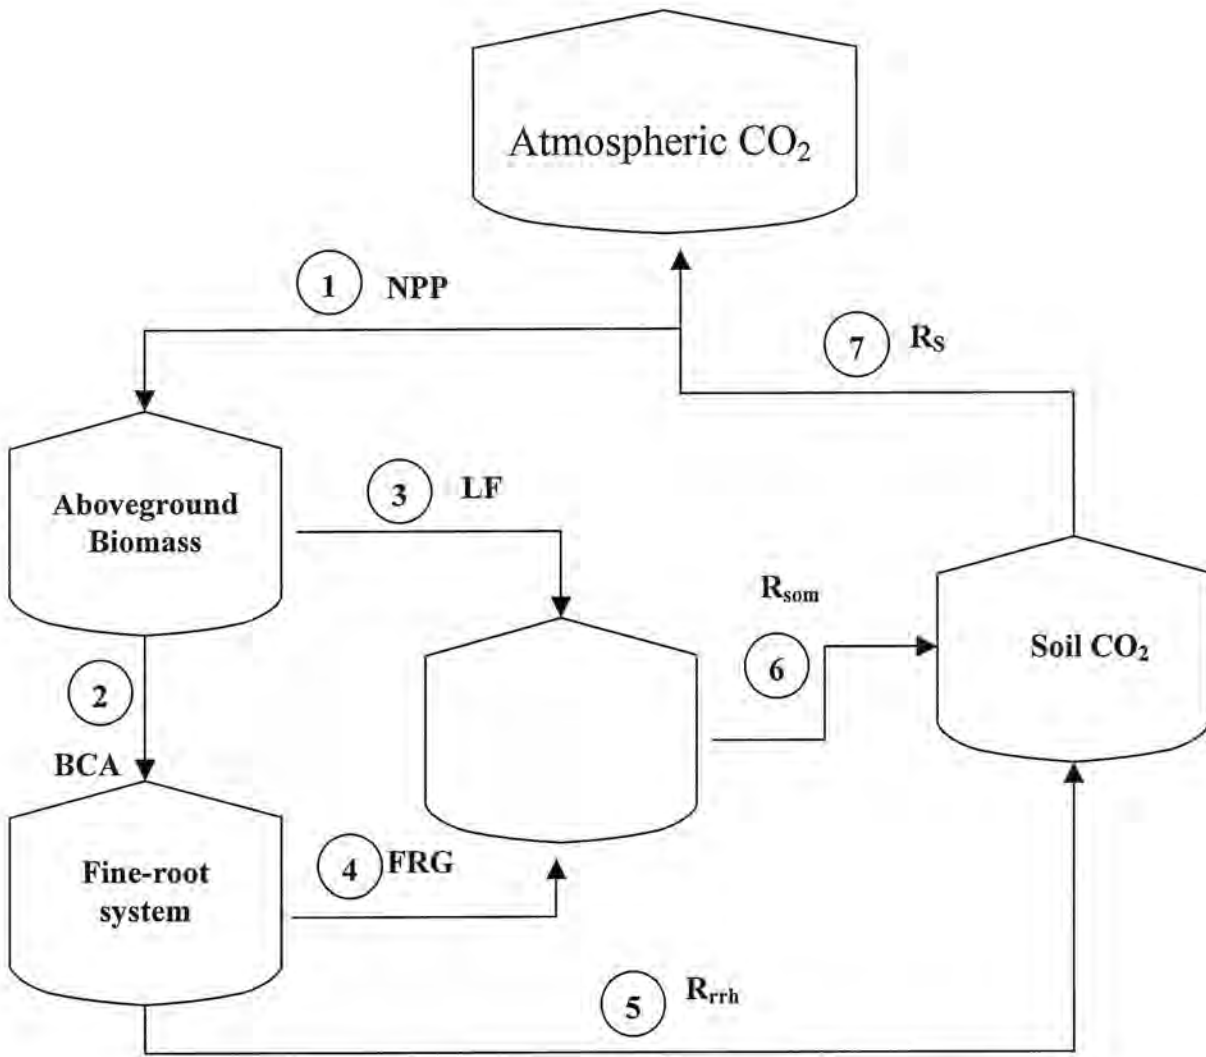 Atmospheric CO₂
1 NPP
7 Rs
3 LF
Aboveground
Biomass
Rsom
6
Soil CO₂
2
BCA
4 FRG
Fine-root
system
5 Rrrh